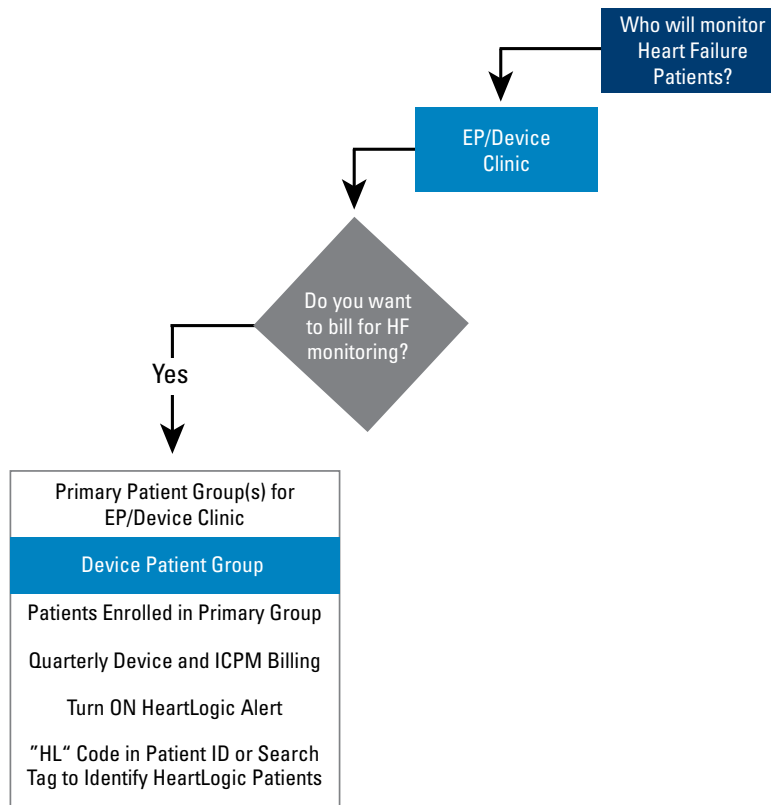 Who will monitor
Heart Failure
Patients?
EP/Device
Clinic
Do you want
to bill for HF
monitoring?
Yes
Primary Patient Group(s) for
EP/Device Clinic
Device Patient Group
Patients Enrolled in Primary Group
Quarterly Device and ICPM Billing
Turn ON HeartLogic Alert
”HL“ Code in Patient ID or Search
Tag to Identify HeartLogic Patients